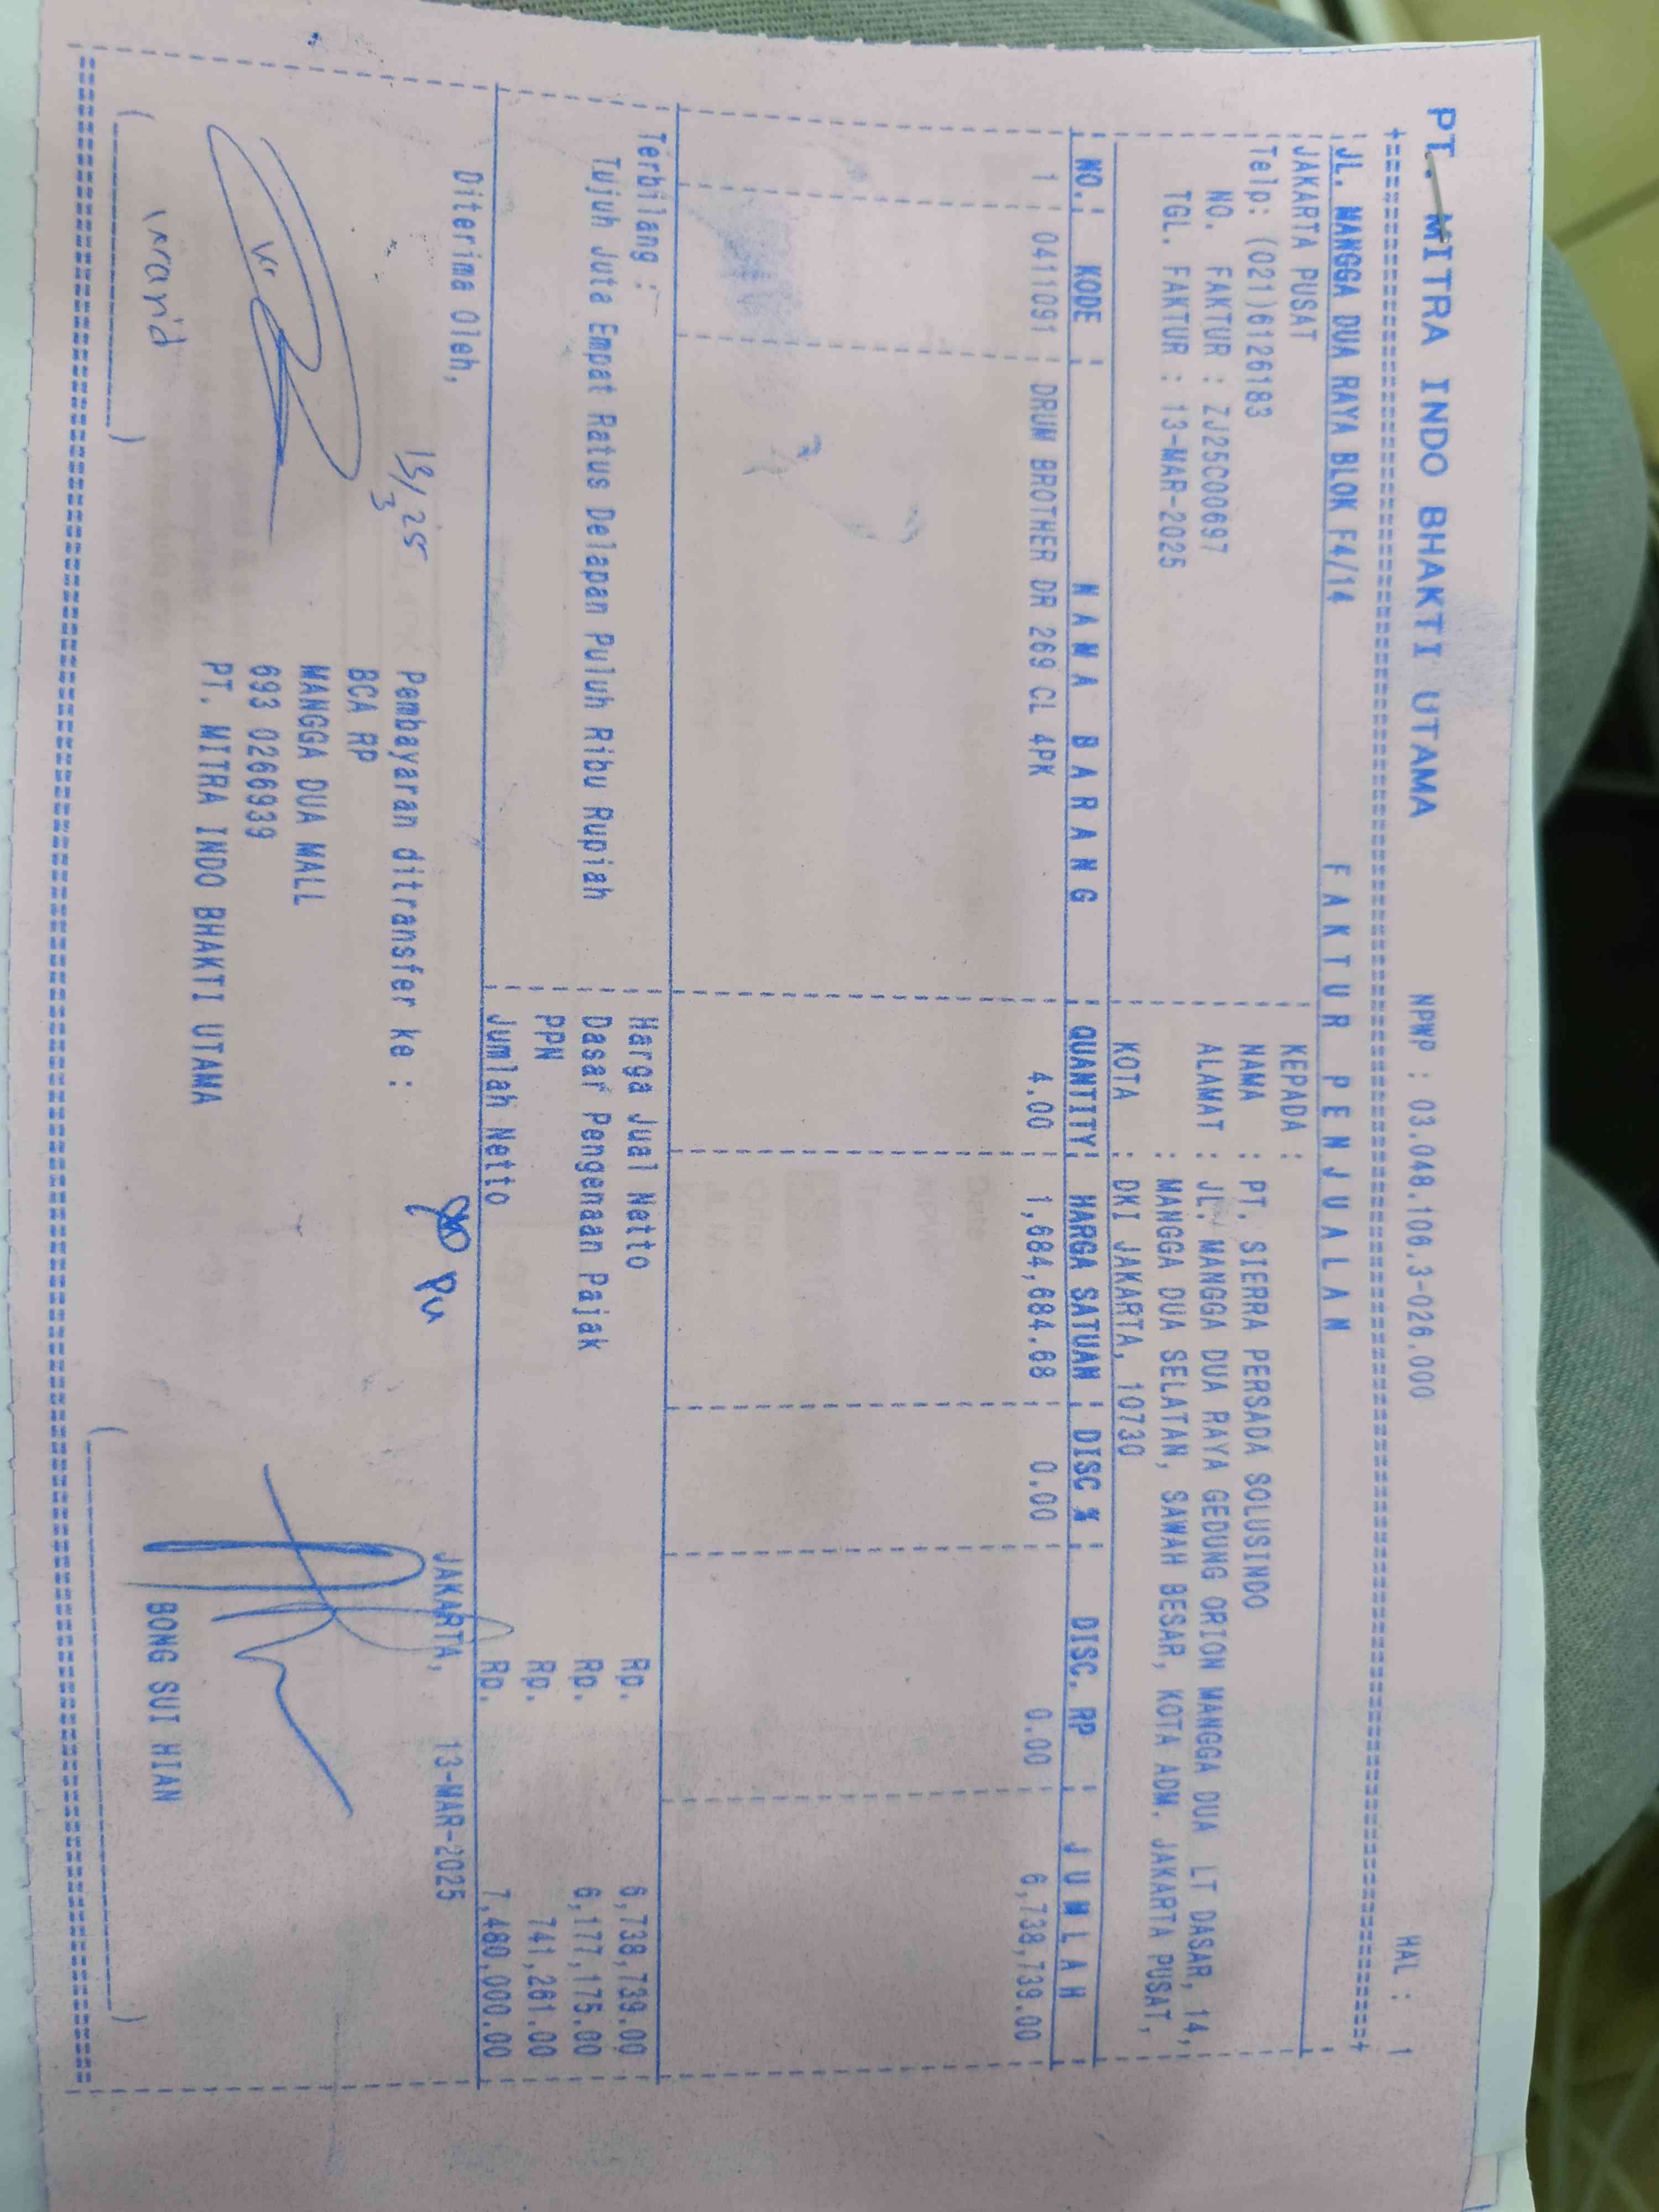 PT. MITRA INDO BHAKTI UTAMA NPWP : 03.048.106.3-026.000 HAL : 1
JL. MANGGA DUA RAYA BLOK F4/14 FAKTUR PENJUALAN
JAKARTA PUSAT KEPADA :
Telp: (021)6126183 NAMA : PT. SIERRA PERSADA SOLUSINDO
NO. FAKTUR : ZJ25C00697 ALAMAT : JL. MANGGA DUA RAYA GEDUNG ORION MANGGA DUA LT DASAR, 14,
TGL. FAKTUR : 13-MAR-2025 : MANGGA DUA SELATAN, SAWAH BESAR, KOTA ADM. JAKARTA PUSAT,
KOTA : DKI JAKARTA, 10730
NO. KODE NAMA BARANG QUANTITY HARGA SATUAN DISC % DISC. RP JUMLAH
1 0411091 DRUM BROTHER DR 269 CL 4PK 4.00 1,684,684.68 0.00 0.00 6,738,739.00
Terbilang : Harga Jual Netto Rp. 6,738,739.00
Tujuh Juta Empat Ratus Delapan Puluh Ribu Rupiah Dasar Pengenaan Pajak Rp. 6,177,175.00
PPN Rp. 741,261.00
Jumlah Netto Rp. 7,480,000.00
Diterima Oleh, JAKARTA, 13-MAR-2025
13/3/25 Pembayaran ditransfer ke :
BCA RP
MANGGA DUA MALL
693 0266939
PT. MITRA INDO BHAKTI UTAMA
BONG SUI HIAN